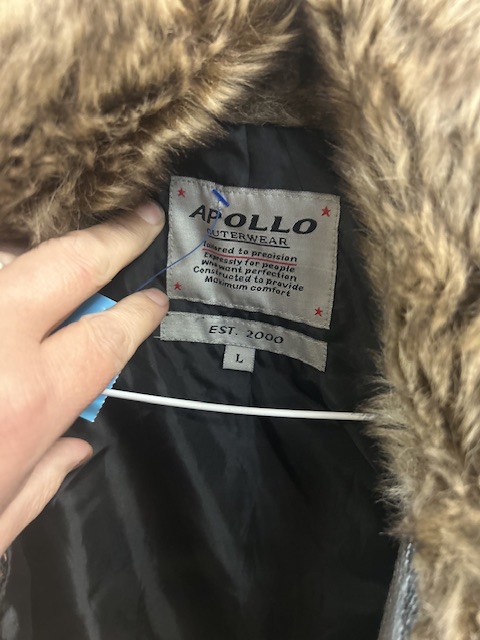 APOLLO
OUTERWEAR
Tailored to precision
Expressly for people
who want perfection
Constructed to provide
Maximum comfort
EST. 2000
L